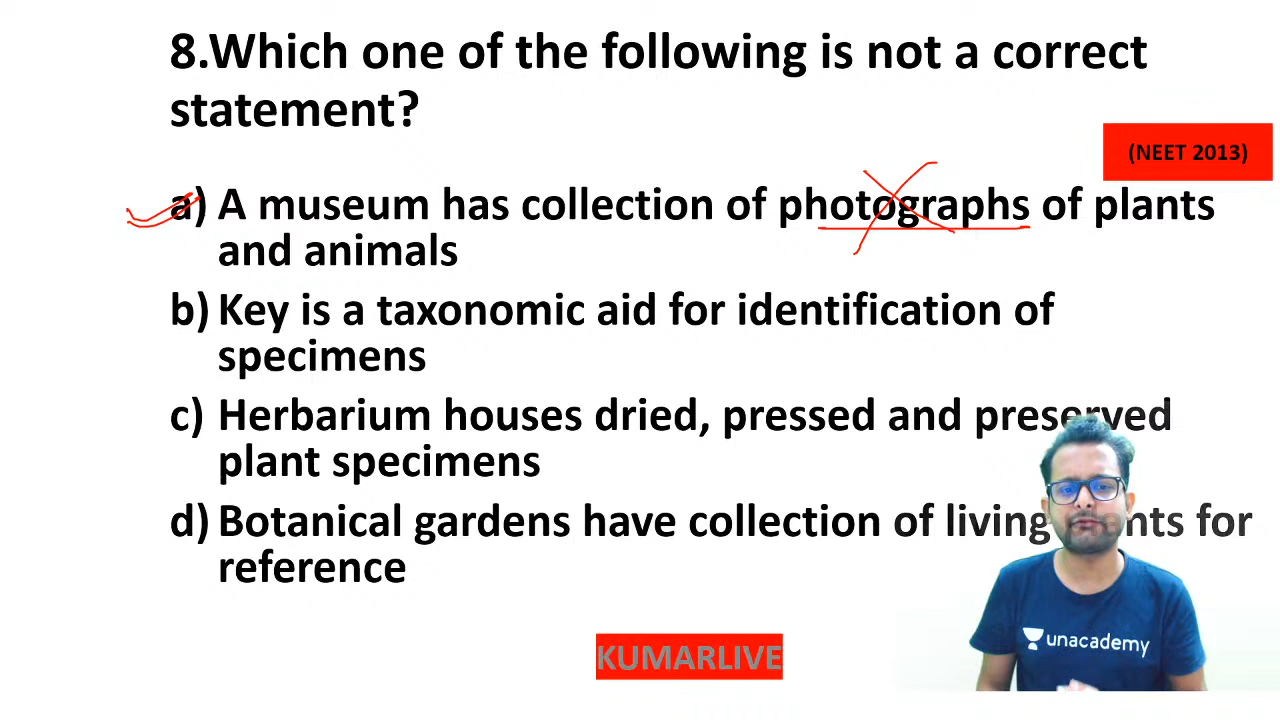 8.Which one of the following is not a correct
statement?
(NEET 2013)
a) A museum has collection of photographs of plants
and animals
b) Key is a taxonomic aid for identification of
specimens
c) Herbarium houses dried, pressed and preserved
plant specimens
d) Botanical gardens have collection of living plants for
reference
unacademy
KUMARLIVE